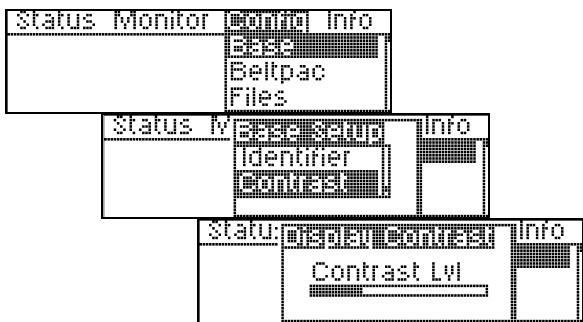 Status Monitor Config Info
Base
Beltpac
Files
Status M Info
Base Setup
Identifier
Contrast
Statu: Info
Display Contrast
Contrast Lvl